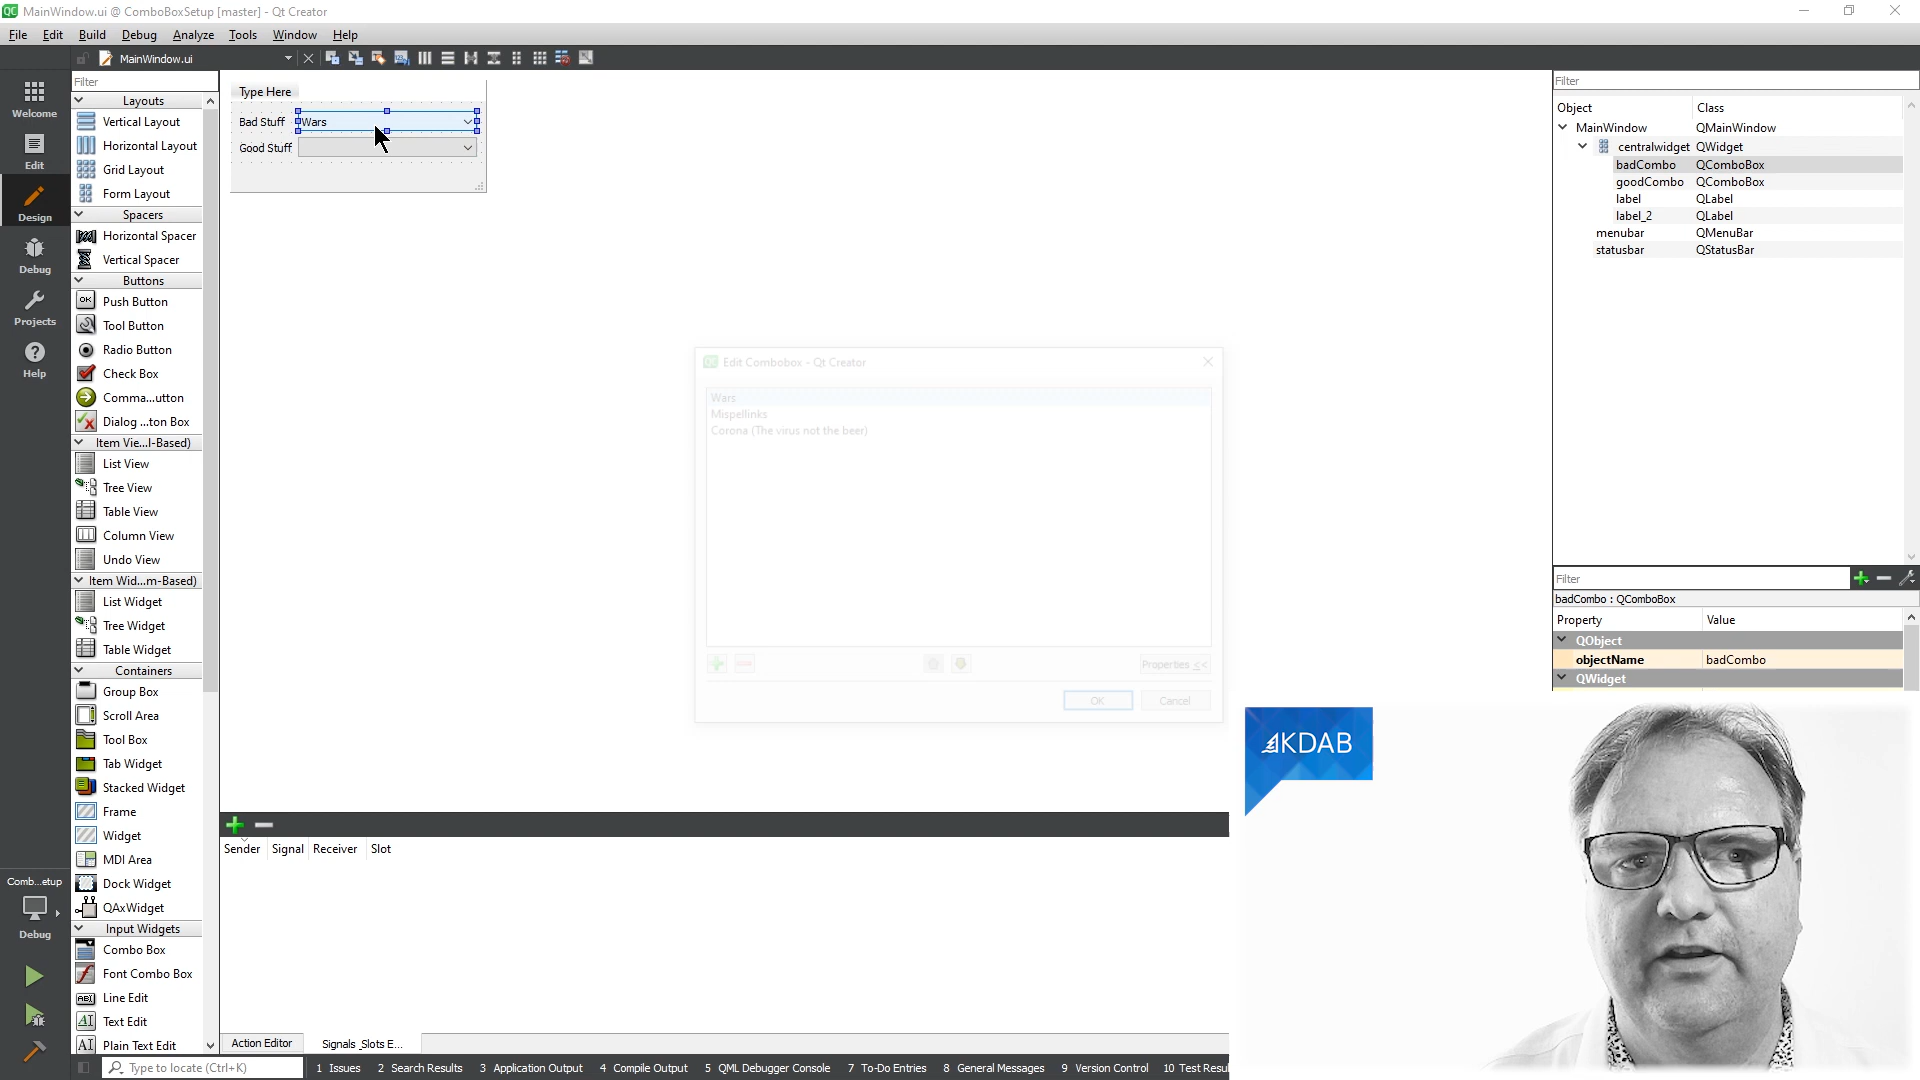 MainWindow.ui @ ComboBoxSetup [master] - Qt Creator
File Edit Build Debug Analyze Tools Window Help
MainWindow.ui
Welcome
Edit
Design
Debug
Projects
Help
Comb...etup
Debug
Filter
Layouts
Vertical Layout
Horizontal Layout
Grid Layout
Form Layout
Spacers
Horizontal Spacer
Vertical Spacer
Buttons
Push Button
Tool Button
Radio Button
Check Box
Comma...utton
Dialog ...ton Box
Item Vie...l-Based)
List View
Tree View
Table View
Column View
Undo View
Item Wid...m-Based)
List Widget
Tree Widget
Table Widget
Containers
Group Box
Scroll Area
Tool Box
Tab Widget
Stacked Widget
Frame
Widget
MDI Area
Dock Widget
QAxWidget
Input Widgets
Combo Box
Font Combo Box
Line Edit
Text Edit
Plain Text Edit
Type Here
Bad Stuff Wars
Good Stuff
Edit Combobox - Qt Creator
Wars
Mispellinks
Corona (The virus not the beer)
Properties <<
OK Cancel
Sender Signal Receiver Slot
Action Editor Signals_Slots E...
Filter
Object Class
MainWindow QMainWindow
centralwidget QWidget
badCombo QComboBox
goodCombo QComboBox
label QLabel
label_2 QLabel
menubar QMenuBar
statusbar QStatusBar
Filter
badCombo : QComboBox
Property Value
QObject
objectName badCombo
QWidget
KDAB
Type to locate (Ctrl+K) 1 Issues 2 Search Results 3 Application Output 4 Compile Output 5 QML Debugger Console 7 To-Do Entries 8 General Messages 9 Version Control 10 Test Resul